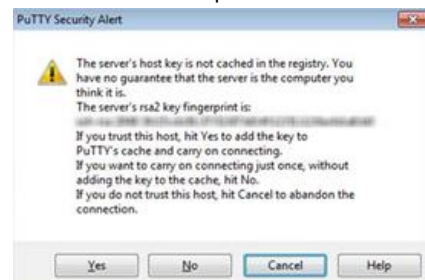 PuTTY Security Alert
The server's host key is not cached in the registry. You
have no guarantee that the server is the computer you
think it is.
The server's rsa2 key fingerprint is:
If you trust this host, hit Yes to add the key to
PuTTY's cache and carry on connecting.
If you want to carry on connecting just once, without
adding the key to the cache, hit No.
If you do not trust this host, hit Cancel to abandon the
connection.
Yes No Cancel Help